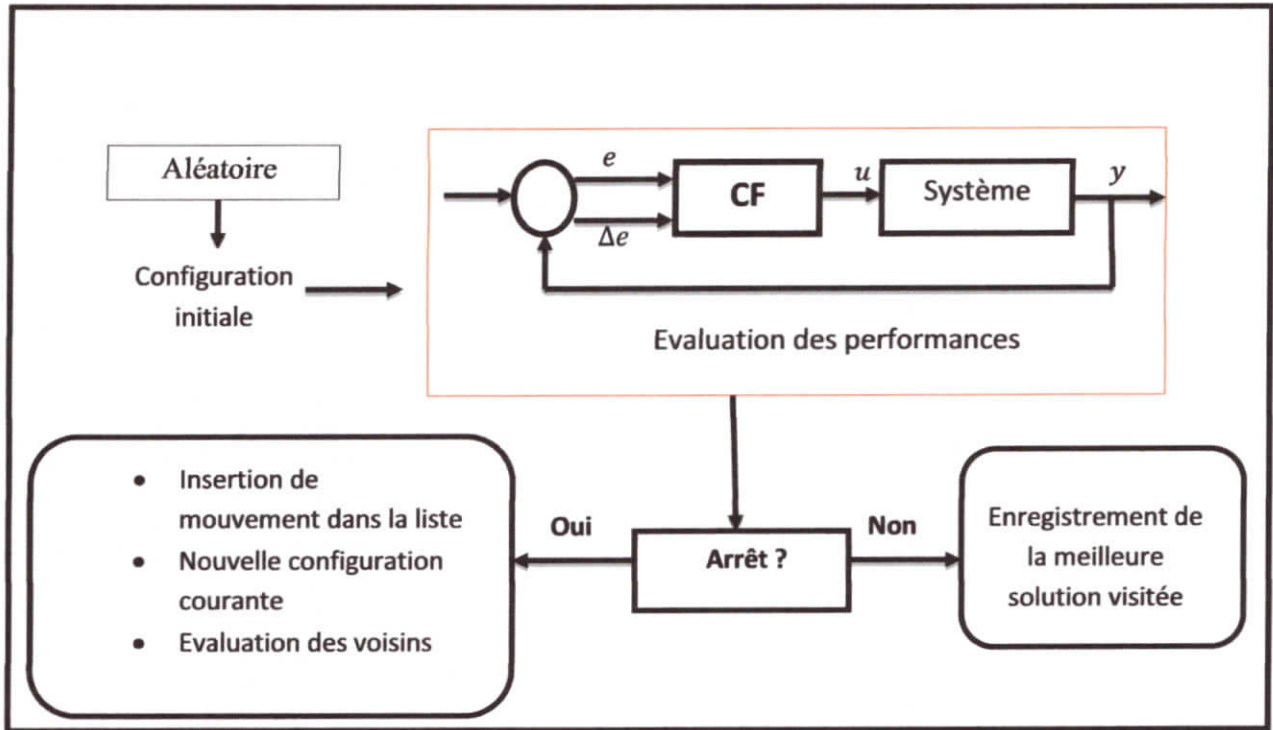 Aléatoire
Configuration
initiale
e
Δe
CF
u
Système
y
Evaluation des performances
• Insertion de
mouvement dans la liste
• Nouvelle configuration
courante
• Evaluation des voisins
Oui
Arrêt ?
Non
Enregistrement de
la meilleure
solution visitée